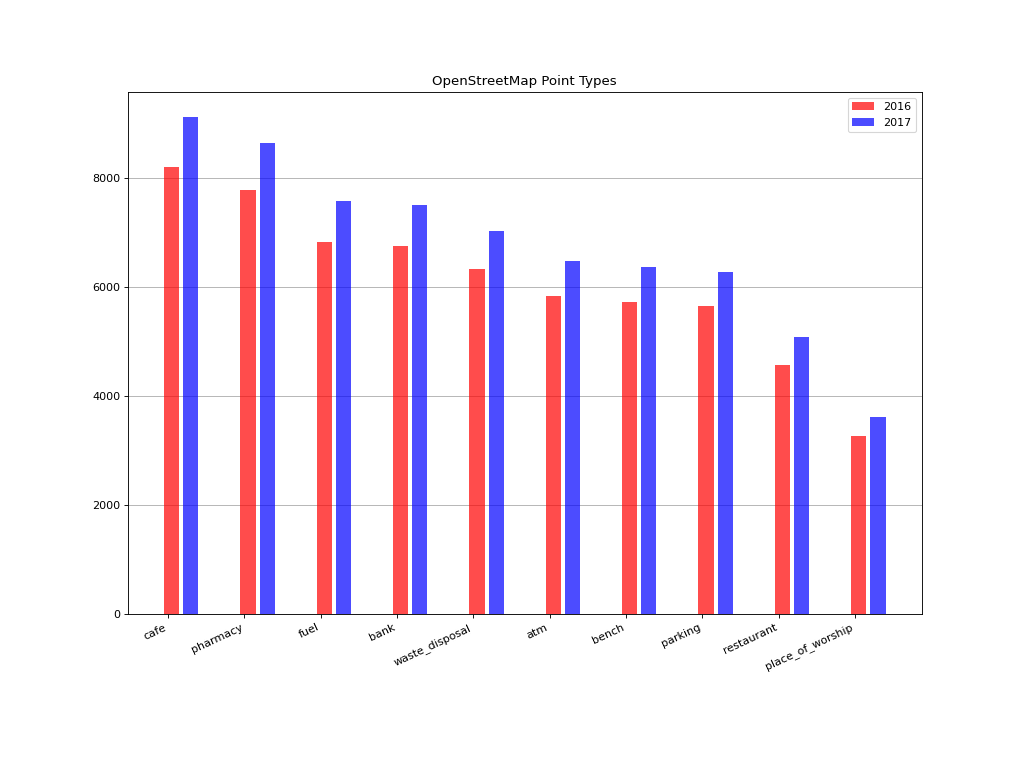 OpenStreetMap Point Types
2016
2017
8000
6000
4000
2000
0
cafe
pharmacy
fuel
bank
waste_disposal
atm
bench
parking
restaurant
place_of_worship